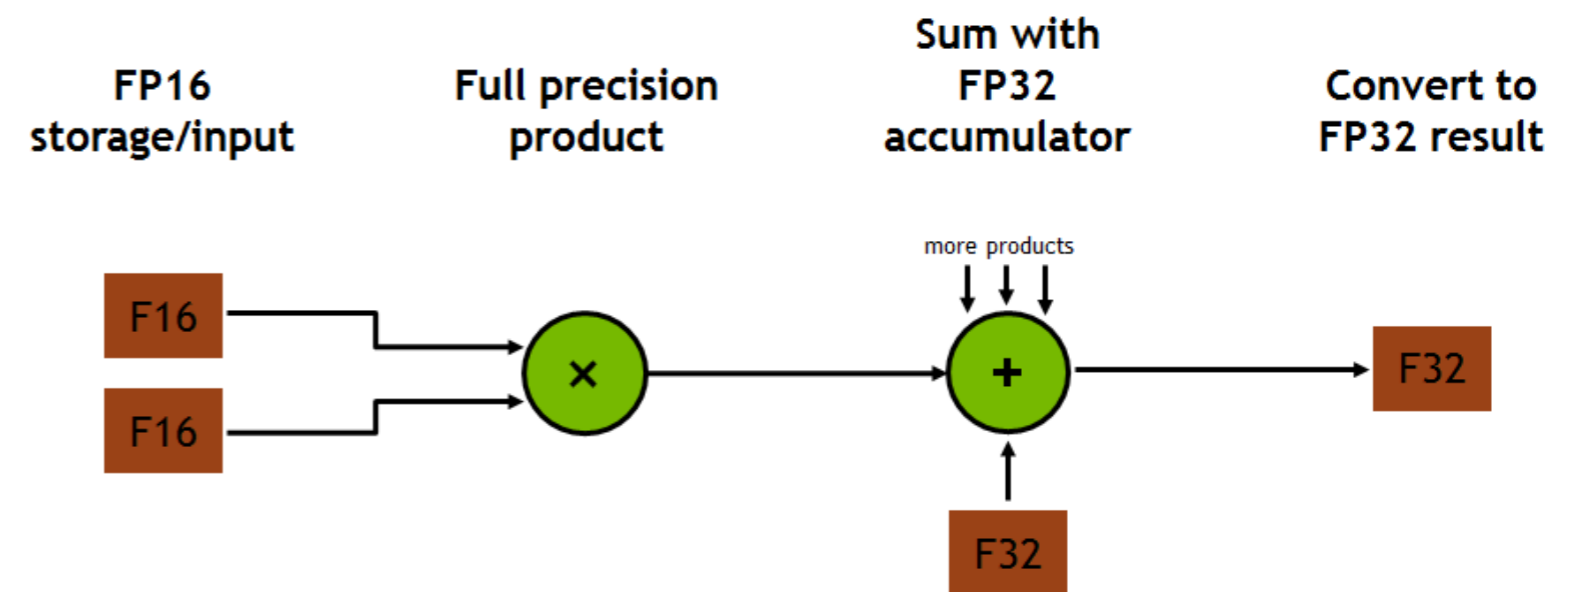 FP16
storage/input
Full precision
product
Sum with
FP32
accumulator
Convert to
FP32 result
more products
F16
F16
×
+
F32
F32